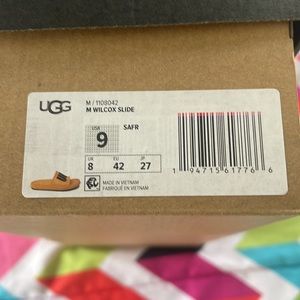 UGG
M / 1108042
M WILCOX SLIDE
USA
9
SAFR
UK EU JP
8 42 27
MADE IN VIETNAM
FABRIQUÉ EN VIETNAM
1 94715 61776 6